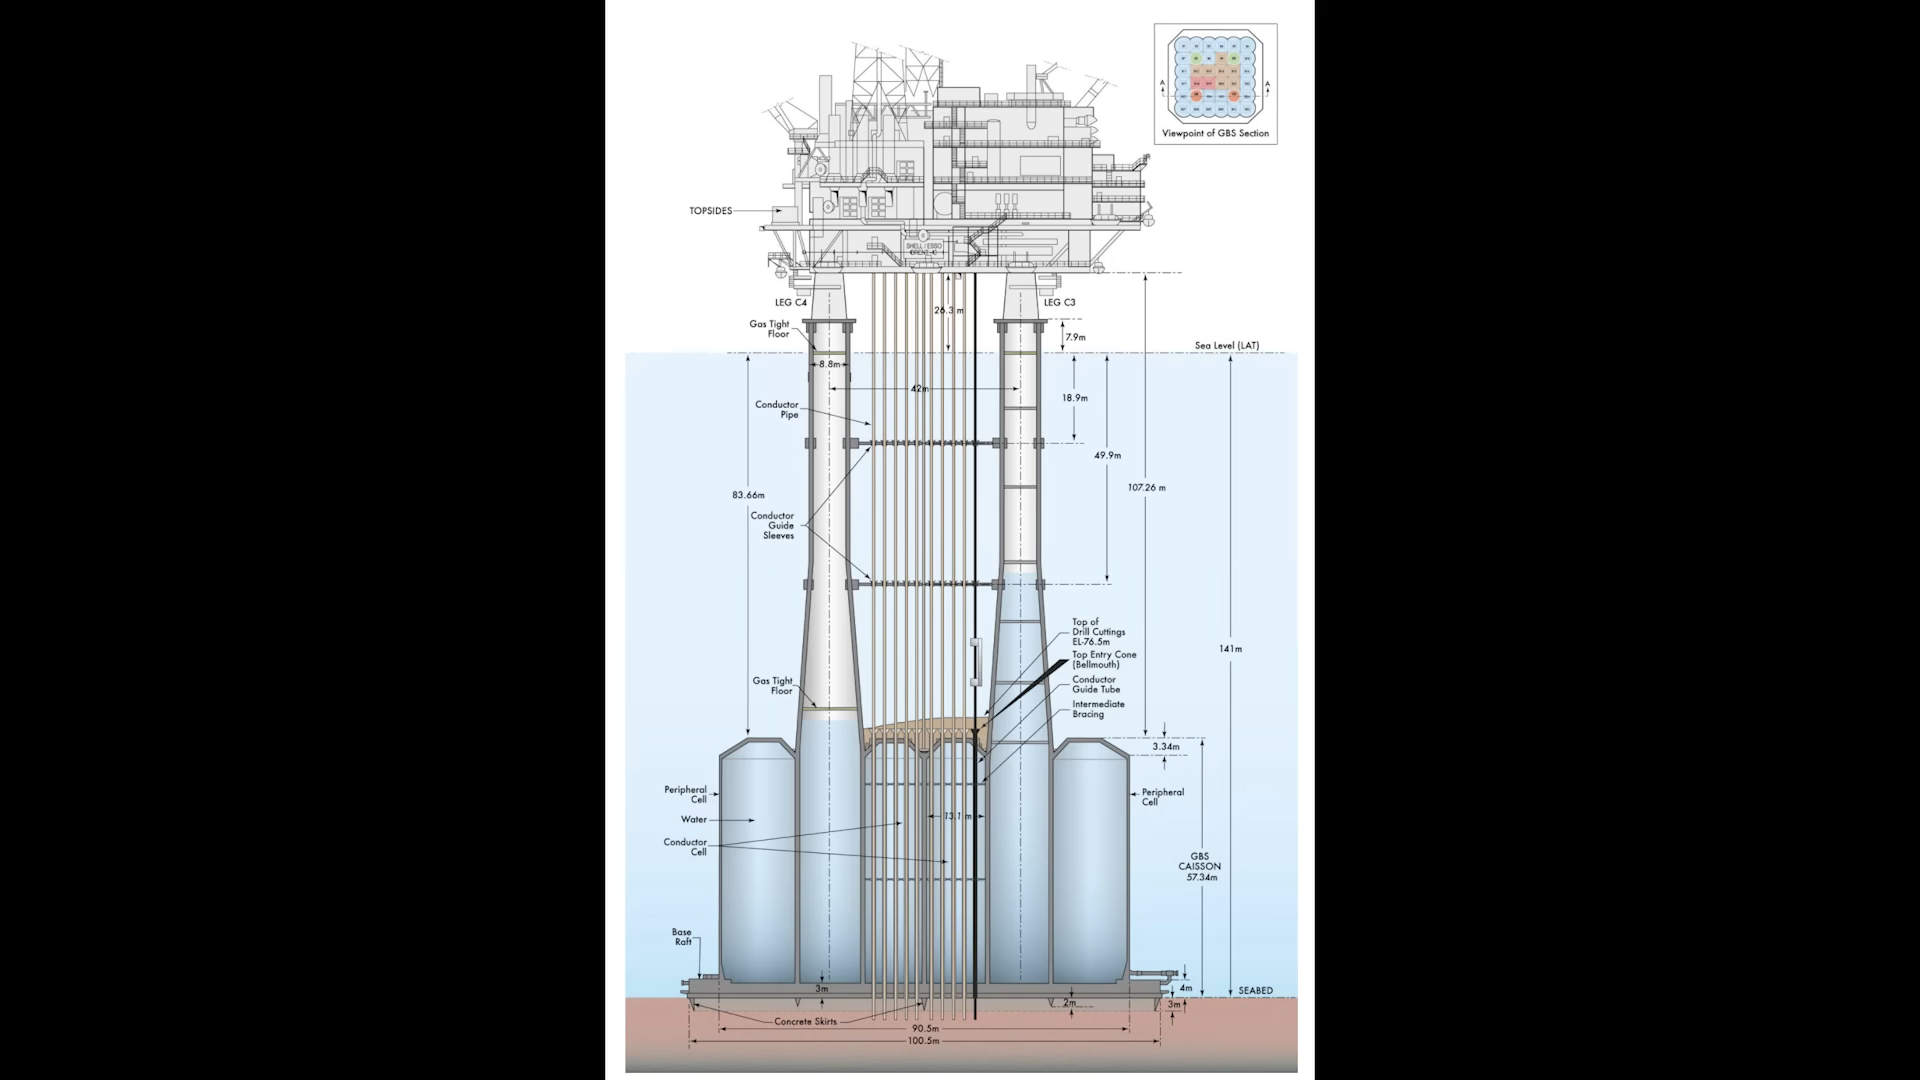 A
A
Viewpoint of GBS Section
TOPSIDES
SHELL / ESSO
BRENT 'C'
LEG C4
LEG C3
26.3 m
Gas Tight
Floor
7.9m
Sea Level (LAT)
8.8m
42m
18.9m
Conductor
Pipe
49.9m
107.26 m
83.66m
Conductor
Guide
Sleeves
Top of
Drill Cuttings
EL-76.5m
Top Entry Cone
(Bellmouth)
141m
Gas Tight
Floor
Conductor
Guide Tube
Intermediate
Bracing
3.34m
Peripheral
Cell
Peripheral
Cell
Water
13.1 m
Conductor
Cell
GBS
CAISSON
57.34m
Base
Raft
3m
4m
SEABED
2m
3m
Concrete Skirts
90.5m
100.5m